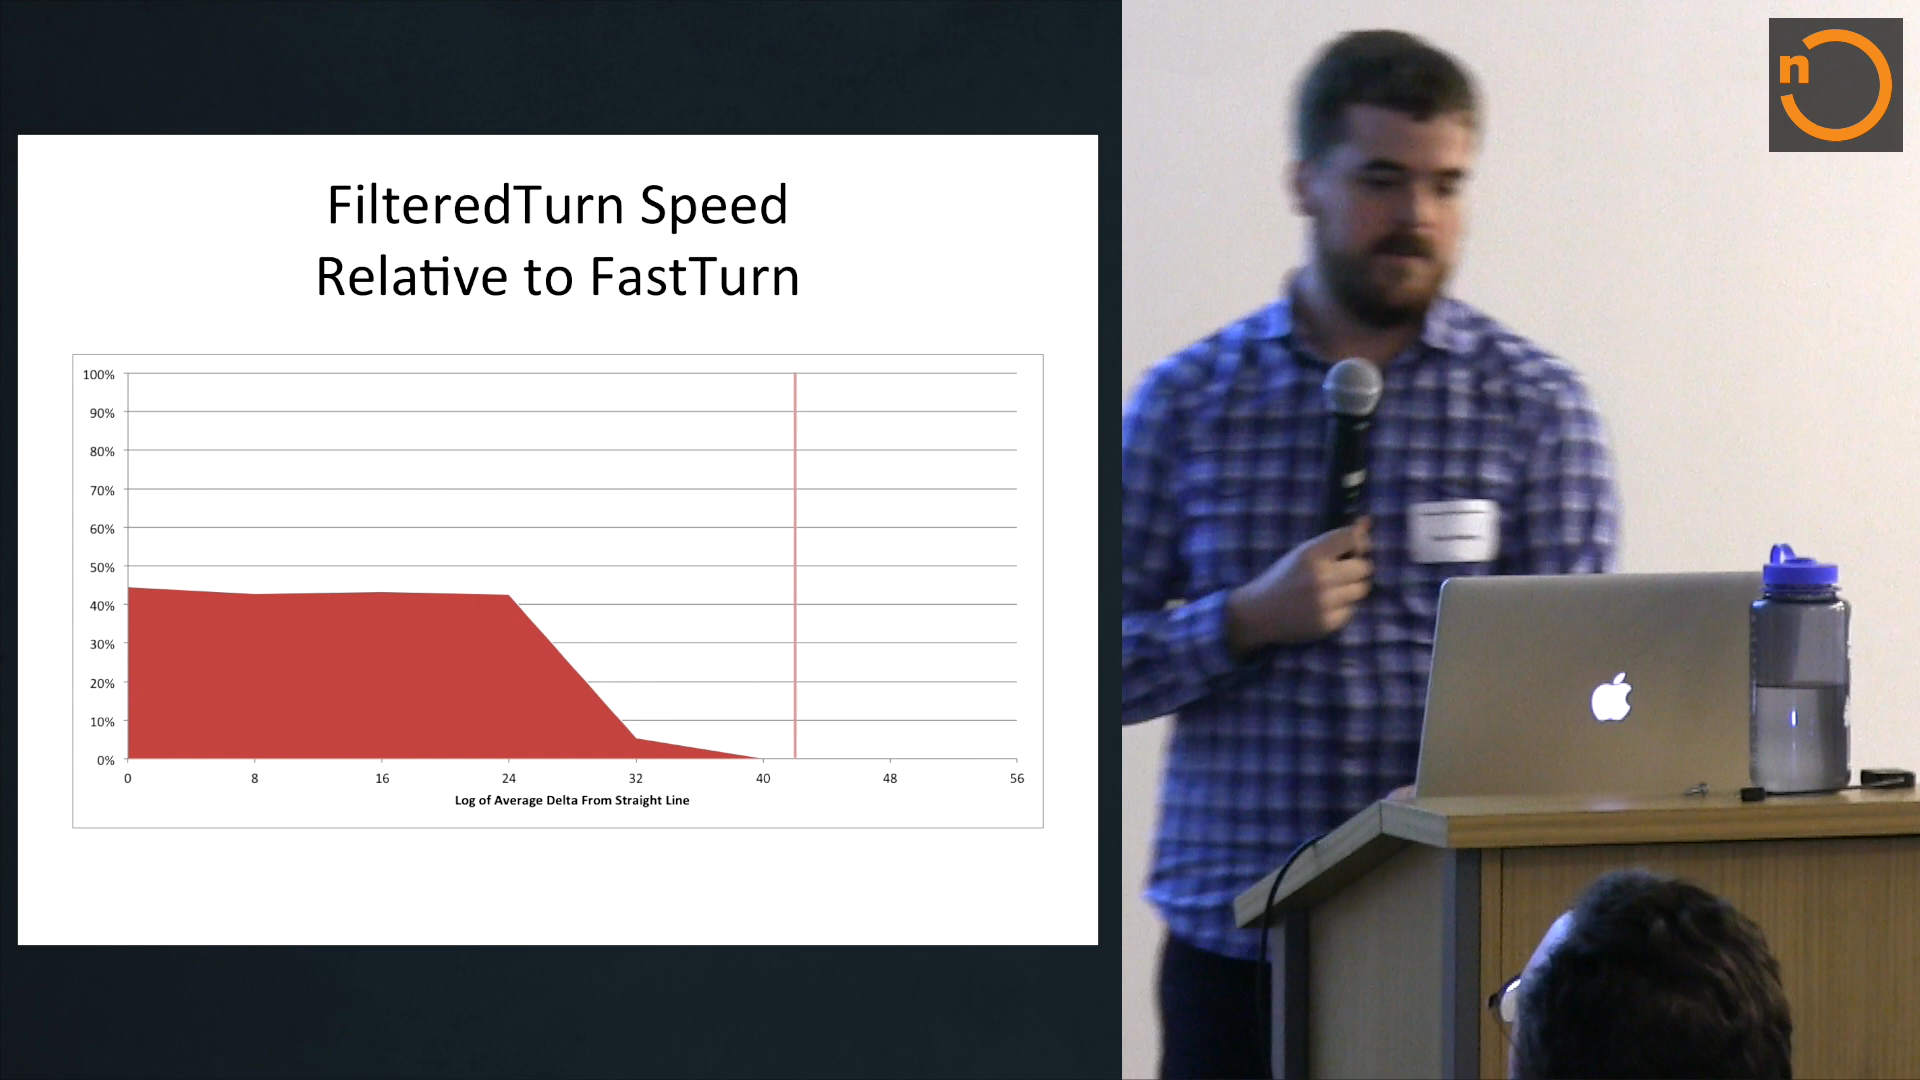 FilteredTurn Speed
Relative to FastTurn
100%
90%
80%
70%
60%
50%
40%
30%
20%
10%
0%
0 8 16 24 32 40 48 56
Log of Average Delta From Straight Line
n